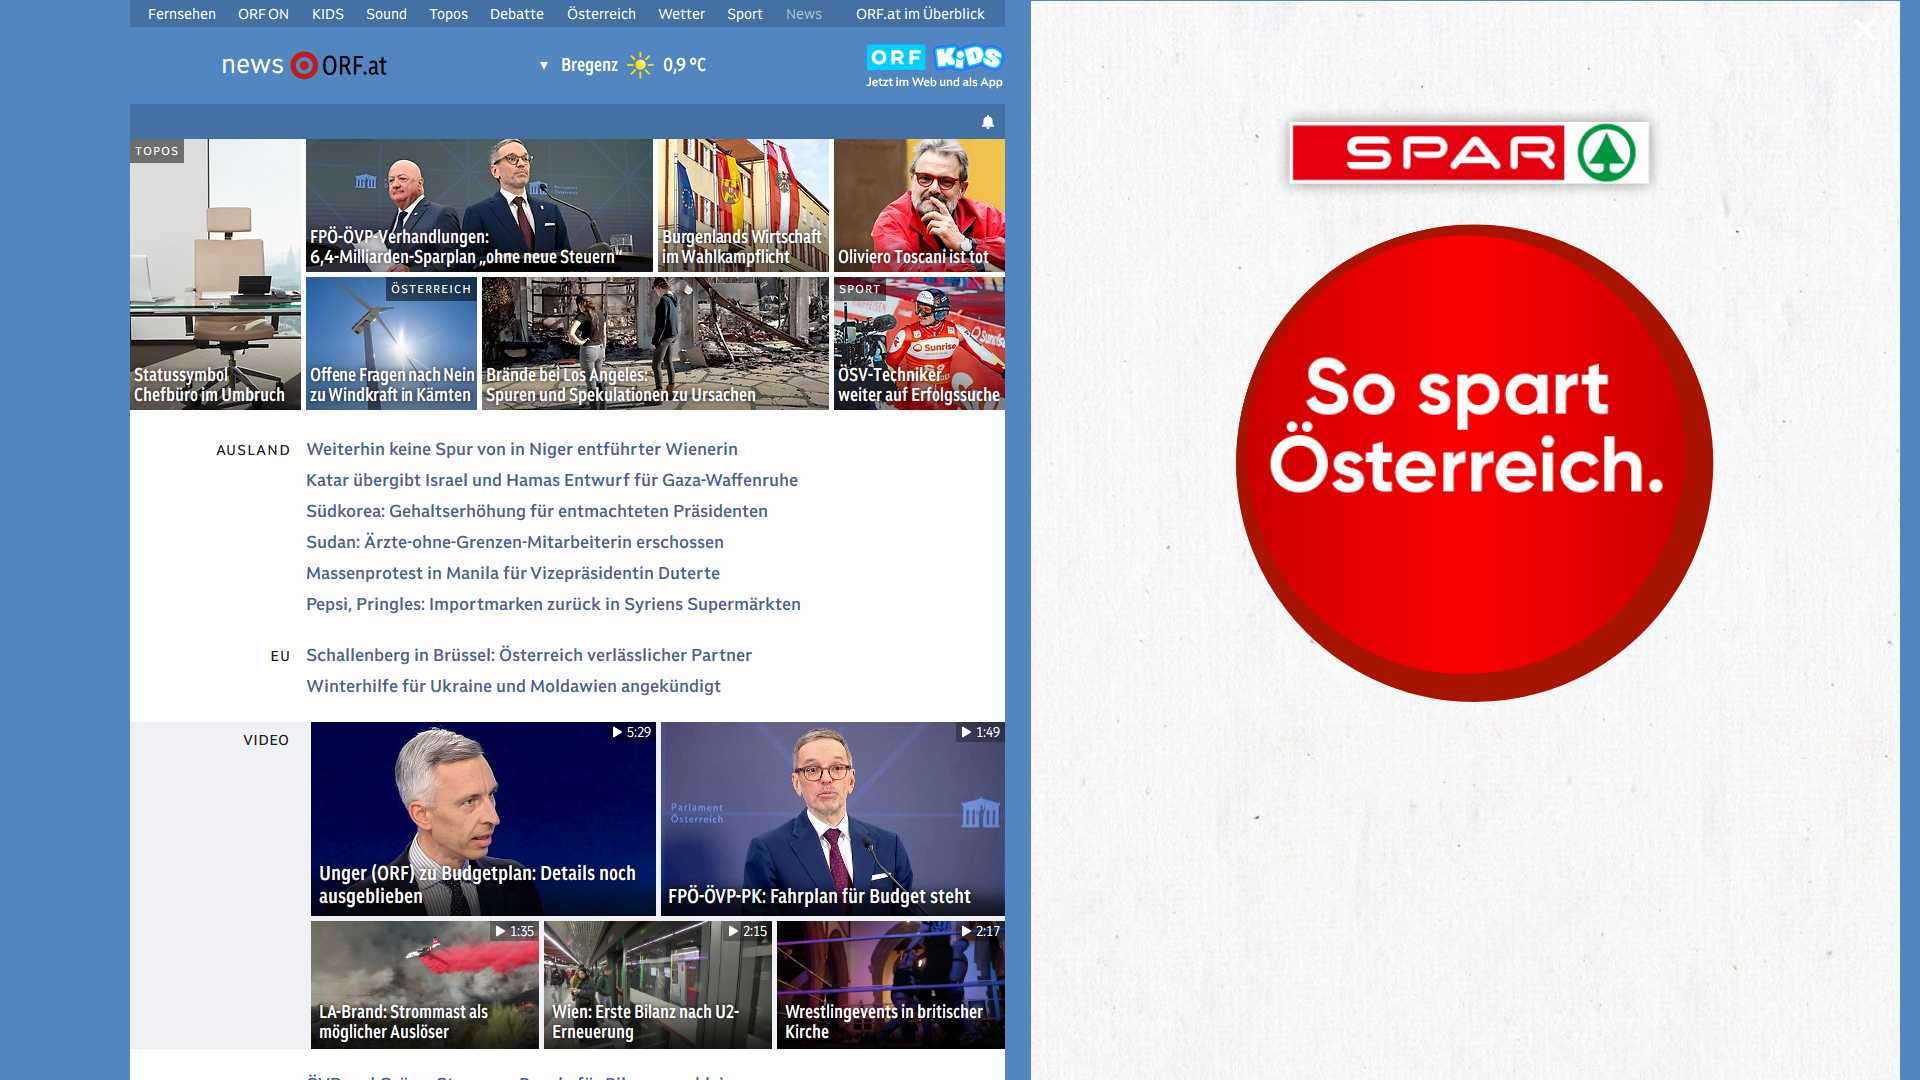 Fernsehen ORF ON KIDS Sound Topos Debatte Österreich Wetter Sport News ORF.at im Überblick
news ORF.at
Bregenz 0,9 °C
ORF KiDS
Jetzt im Web und als App
TOPOS
Statussymbol
Chefbüro im Umbruch
FPÖ-ÖVP-Verhandlungen:
6,4-Milliarden-Sparplan „ohne neue Steuern“
Burgenlands Wirtschaft
im Wahlkampflicht
Oliviero Toscani ist tot
ÖSTERREICH
Offene Fragen nach Nein
zu Windkraft in Kärnten
Brände bei Los Angeles:
Spuren und Spekulationen zu Ursachen
SPORT
Sunrise
ÖSV-Techniker
weiter auf Erfolgssuche
AUSLAND
Weiterhin keine Spur von in Niger entführter Wienerin
Katar übergibt Israel und Hamas Entwurf für Gaza-Waffenruhe
Südkorea: Gehaltserhöhung für entmachteten Präsidenten
Sudan: Ärzte-ohne-Grenzen-Mitarbeiterin erschossen
Massenprotest in Manila für Vizepräsidentin Duterte
Pepsi, Pringles: Importmarken zurück in Syriens Supermärkten
EU
Schallenberg in Brüssel: Österreich verlässlicher Partner
Winterhilfe für Ukraine und Moldawien angekündigt
VIDEO
5:29
Unger (ORF) zu Budgetplan: Details noch
ausgeblieben
1:49
Parlament
Österreich
FPÖ-ÖVP-PK: Fahrplan für Budget steht
1:35
LA-Brand: Strommast als
möglicher Auslöser
2:15
Wien: Erste Bilanz nach U2-
Erneuerung
2:17
Wrestlingevents in britischer
Kirche
SPAR
So spart
Österreich.